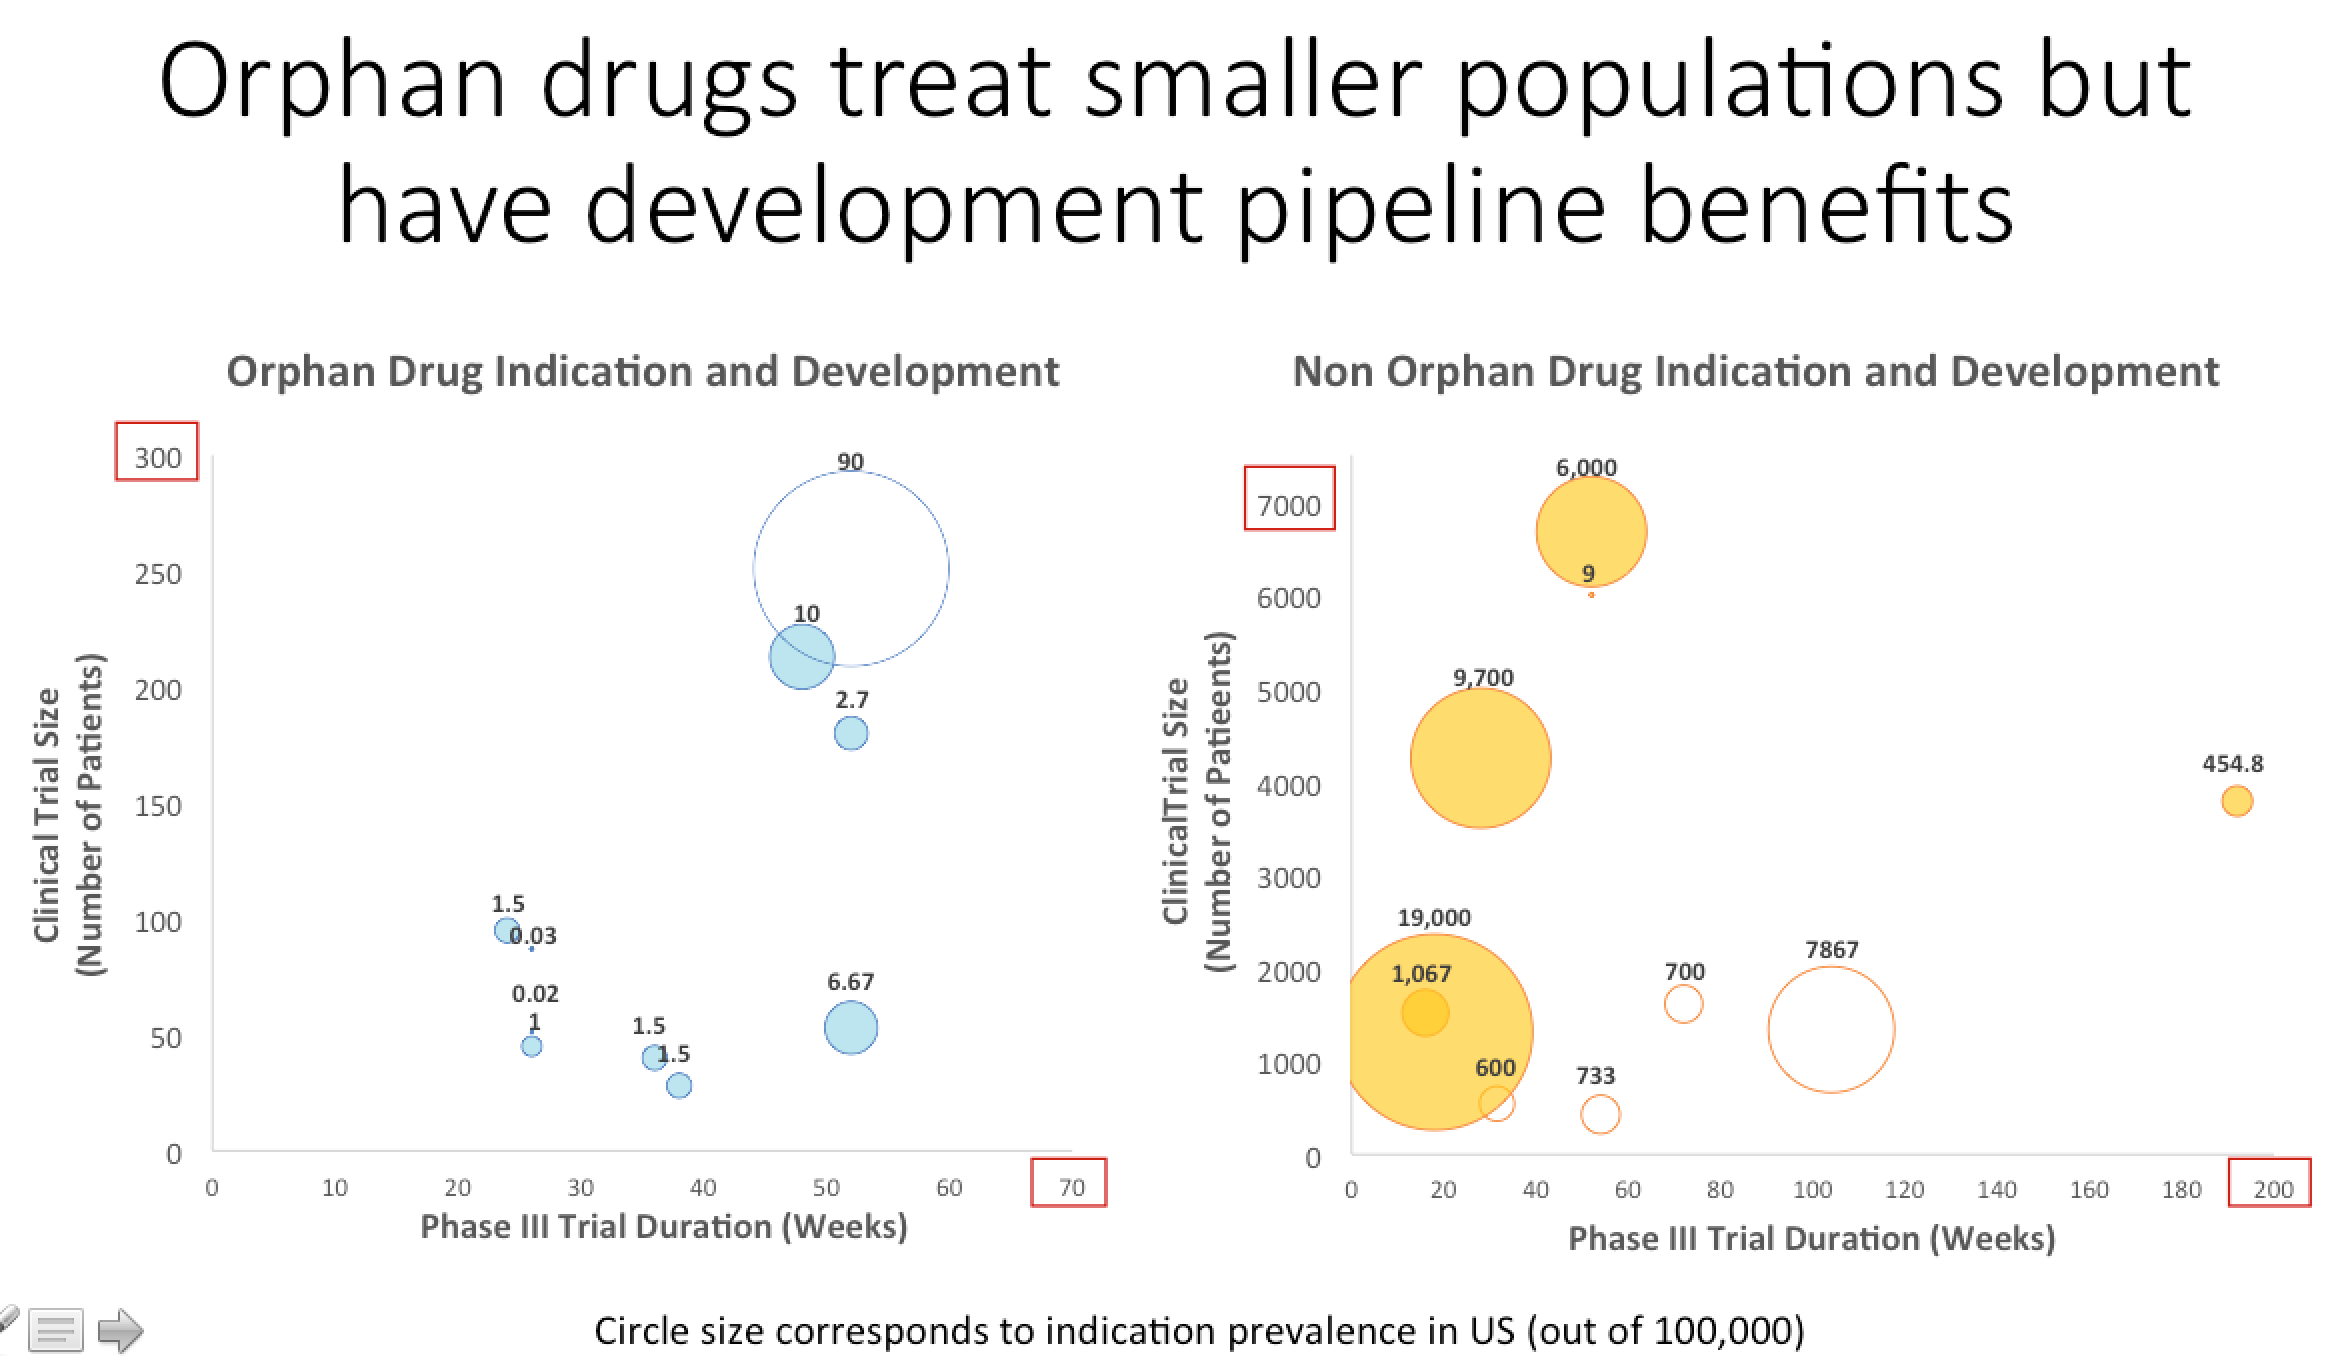 Orphan drugs treat smaller populations but
have development pipeline benefits
Orphan Drug Indication and Development
300
250
200
150
100
50
0
Clinical Trial Size
(Number of Patients)
90
10
2.7
1.5
0.03
0.02
1
1.5
1.5
6.67
0 10 20 30 40 50 60 70
Phase III Trial Duration (Weeks)
Non Orphan Drug Indication and Development
7000
6000
5000
4000
3000
2000
1000
0
ClinicalTrial Size
(Number of Patieents)
6,000
9
9,700
454.8
19,000
1,067
700
7867
600
733
0 20 40 60 80 100 120 140 160 180 200
Phase III Trial Duration (Weeks)
Circle size corresponds to indication prevalence in US (out of 100,000)